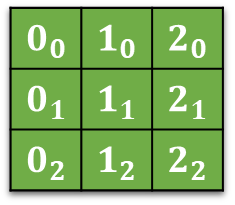 0₀ 1₀ 2₀
0₁ 1₁ 2₁
0₂ 1₂ 2₂